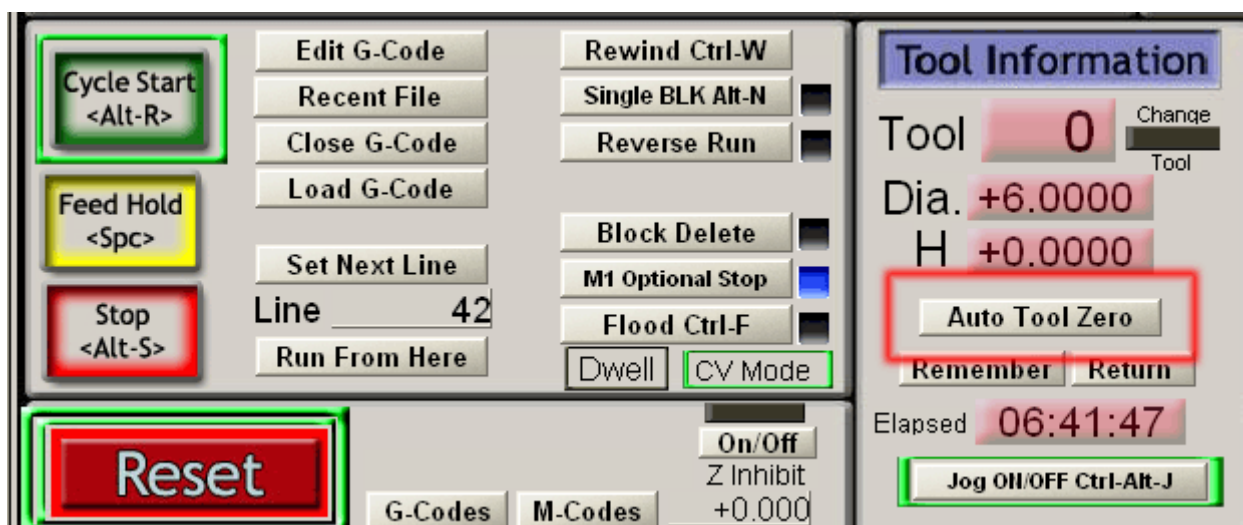 Cycle Start
<Alt-R>
Feed Hold
<Spc>
Stop
<Alt-S>
Edit G-Code
Recent File
Close G-Code
Load G-Code
Set Next Line
Line 42
Run From Here
Rewind Ctrl-W
Single BLK Alt-N
Reverse Run
Block Delete
M1 Optional Stop
Flood Ctrl-F
Dwell CV Mode
Tool Information
Tool 0 Change
Tool
Dia. +6.0000
H +0.0000
Auto Tool Zero
Remember Return
Elapsed 06:41:47
Jog ON/OFF Ctrl-Alt-J
Reset
G-Codes M-Codes
On/Off
Z Inhibit
+0.000